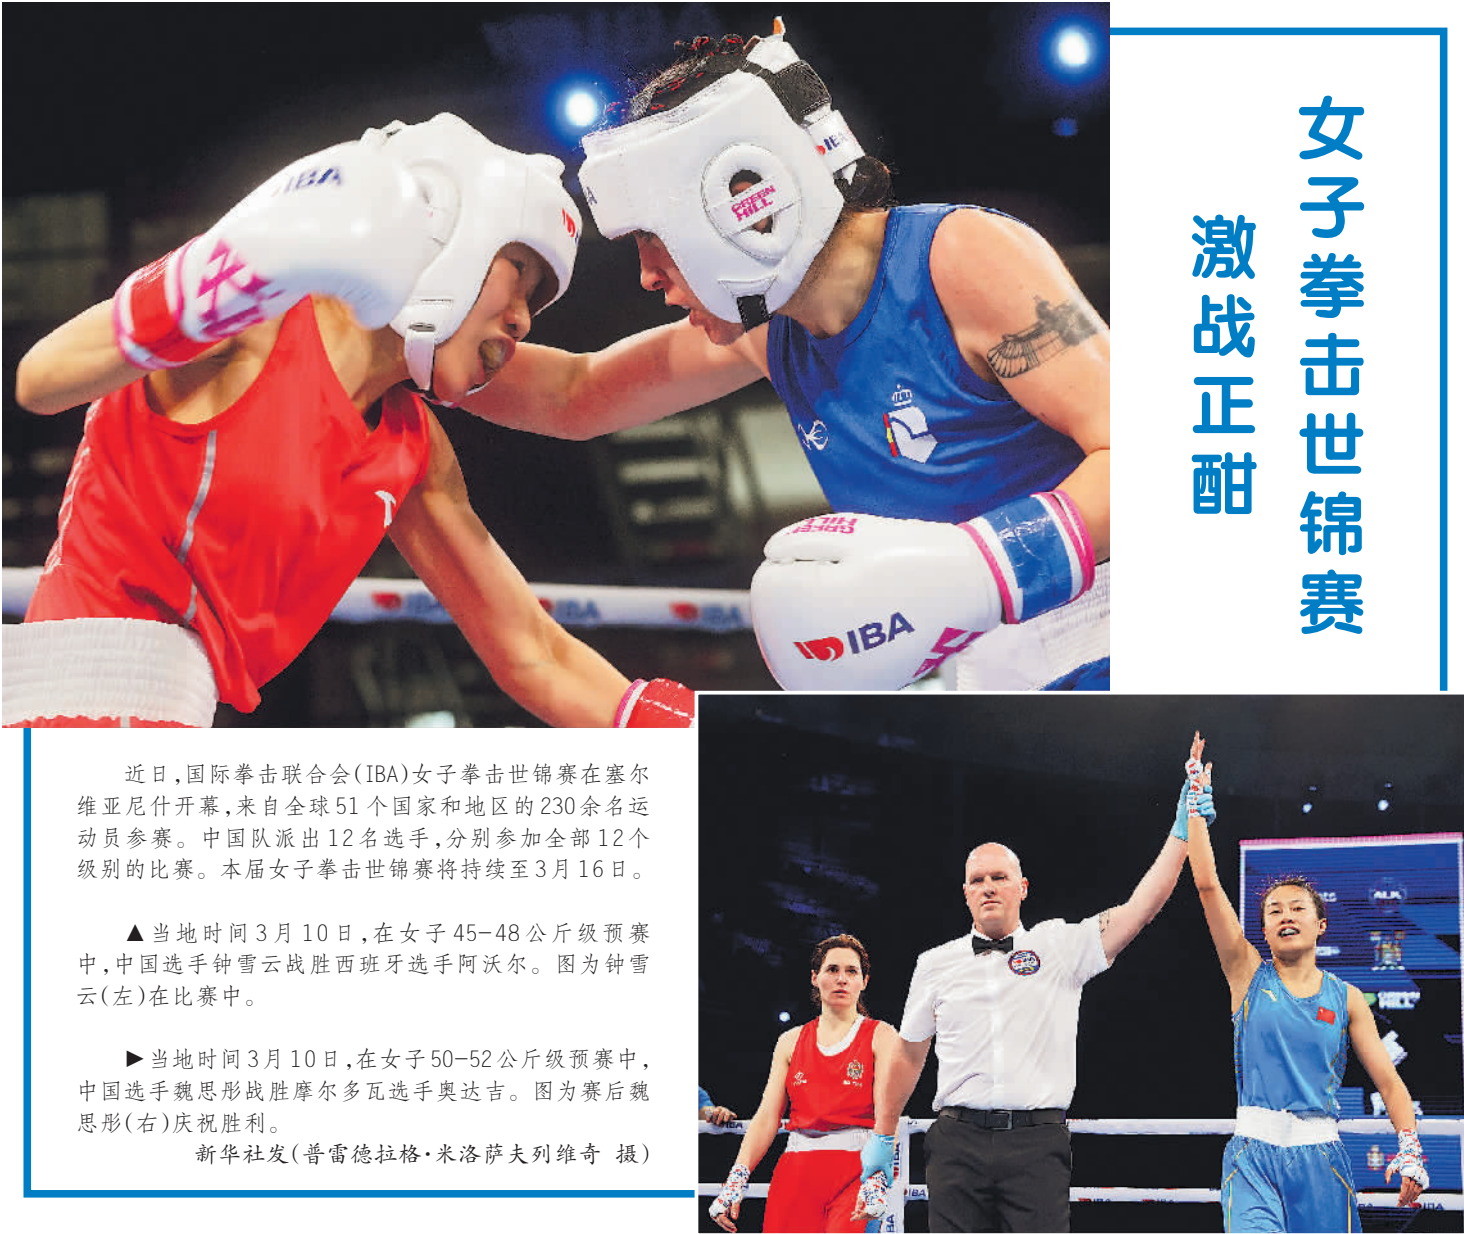 女子拳击世锦赛
激战正酣
IBA
IBA
GREEN HILL
GREEN HILL
IBA
IBA
IBA
IBA
近日,国际拳击联合会(IBA)女子拳击世锦赛在塞尔
维亚尼什开幕,来自全球51个国家和地区的230余名运
动员参赛。中国队派出12名选手,分别参加全部12个
级别的比赛。本届女子拳击世锦赛将持续至3月16日。
▲当地时间3月10日,在女子45—48公斤级预赛
中,中国选手钟雪云战胜西班牙选手阿沃尔。图为钟雪
云(左)在比赛中。
▶当地时间3月10日,在女子50—52公斤级预赛中,
中国选手魏思彤战胜摩尔多瓦选手奥达吉。图为赛后魏
思彤(右)庆祝胜利。
新华社发(普雷德拉格·米洛萨夫列维奇 摄)
IBA
IBA